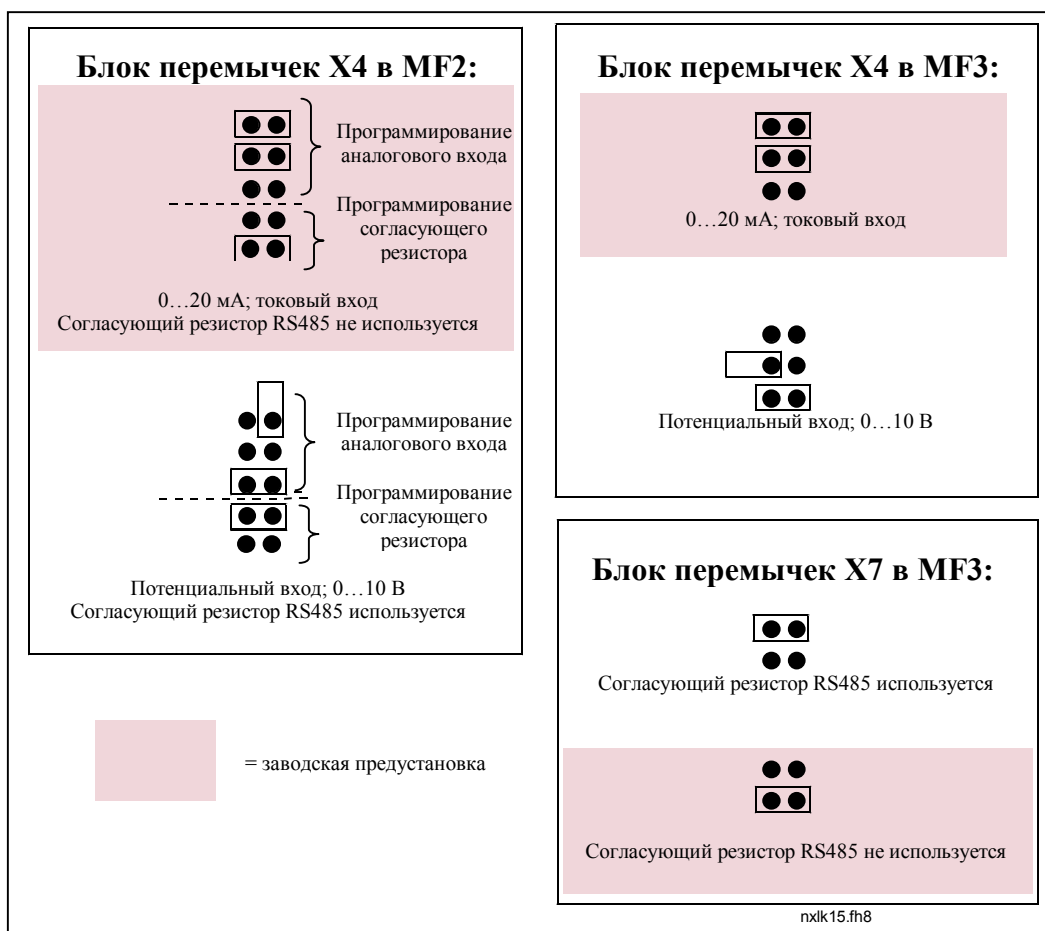 Блок перемычек X4 в MF2:
Программирование
аналогового входа
Программирование
согласующего
резистора
0…20 мА; токовый вход
Согласующий резистор RS485 не используется
Программирование
аналогового входа
Программирование
согласующего
резистора
Потенциальный вход; 0…10 В
Согласующий резистор RS485 используется
= заводская предустановка
Блок перемычек X4 в MF3:
0…20 мА; токовый вход
Потенциальный вход; 0…10 В
Блок перемычек X7 в MF3:
Согласующий резистор RS485 используется
Согласующий резистор RS485 не используется
nxlk15.fh8